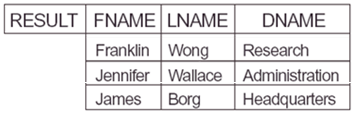 RESULT FNAME LNAME DNAME
Franklin Wong Research
Jennifer Wallace Administration
James Borg Headquarters